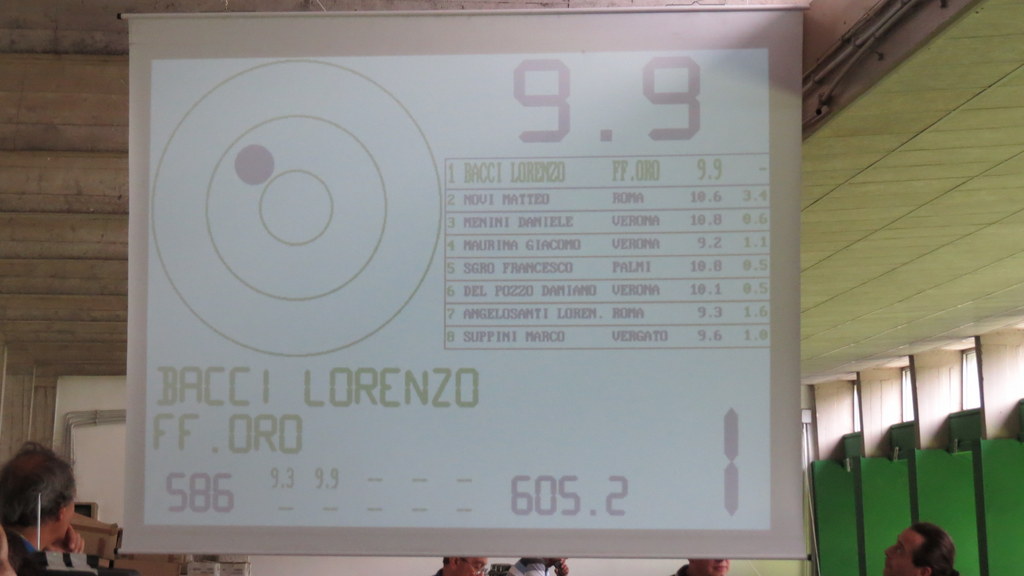 9.9
1 BACCI LORENZO FF.ORO 9.9 -
2 NOVI MATTEO ROMA 10.6 3.4
3 NENINI DANIELE VERONA 10.8 0.6
4 MAURINA GIACOMO VERONA 9.2 1.1
5 SGRO FRANCESCO PALMI 10.8 0.5
6 DEL POZZO DAMIANO VERONA 10.1 0.5
7 ANGELOSANTI LOREN. ROMA 9.3 1.6
8 SUPPINI MARCO VERGATO 9.6 1.0
BACCI LORENZO
FF.ORO
586 9.3 9.9 - - - 605.2 1
- - - - -